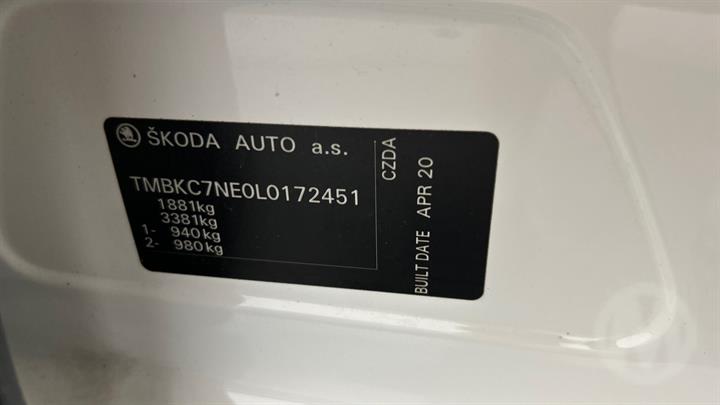 ŠKODA AUTO a.s.
TMBKC7NE0L0172451
1881kg
3381kg
1- 940kg
2- 980kg
CZDA
BUILT DATE APR 20